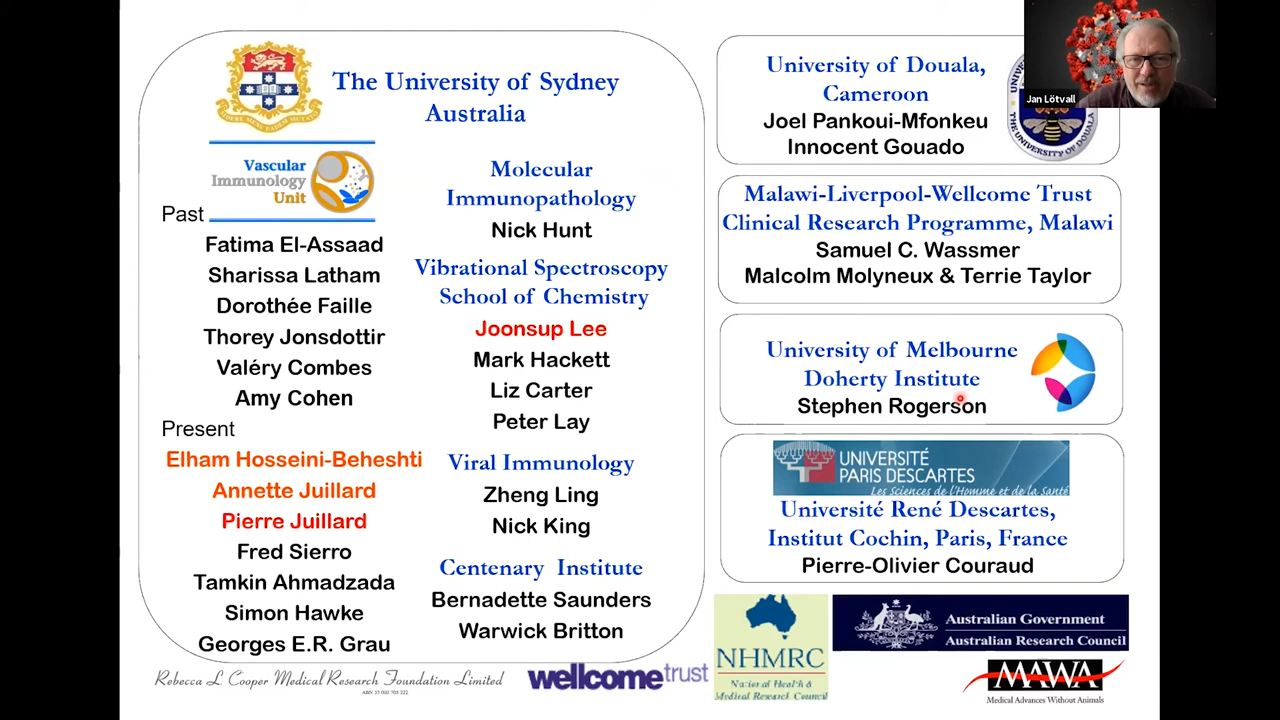 The University of Sydney
Australia
Vascular
Immunology
Unit
Past
Fatima El-Assaad
Sharissa Latham
Dorothée Faille
Thorey Jonsdottir
Valéry Combes
Amy Cohen
Present
Elham Hosseini-Beheshti
Annette Juillard
Pierre Juillard
Fred Sierro
Tamkin Ahmadzada
Simon Hawke
Georges E.R. Grau
Molecular
Immunopathology
Nick Hunt
Vibrational Spectroscopy
School of Chemistry
Joonsup Lee
Mark Hackett
Liz Carter
Peter Lay
Viral Immunology
Zheng Ling
Nick King
Centenary Institute
Bernadette Saunders
Warwick Britton
University of Douala,
Cameroon
Joel Pankoui-Mfonkeu
Innocent Gouado
THE UNIVERSITY OF DOUALA
Jan Lötvall
Malawi-Liverpool-Wellcome Trust
Clinical Research Programme, Malawi
Samuel C. Wassmer
Malcolm Molyneux & Terrie Taylor
University of Melbourne
Doherty Institute
Stephen Rogerson
UNIVERSITÉ
PARIS DESCARTES
Les Sciences de l'Homme et de la Santé
Université René Descartes,
Institut Cochin, Paris, France
Pierre-Olivier Couraud
Rebecca L. Cooper Medical Research Foundation Limited
wellcometrust
NHMRC
National Health &
Medical Research Council
Australian Government
Australian Research Council
MAWA
Medical Advances Without Animals